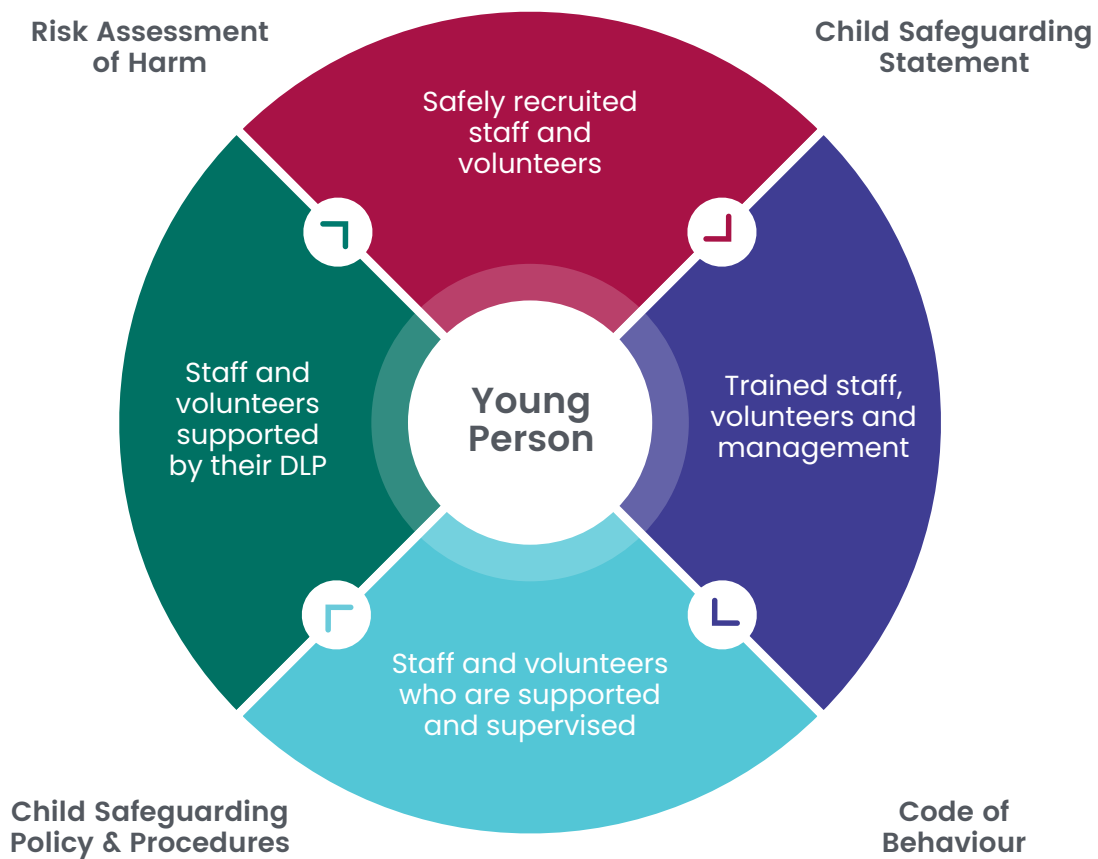 Risk Assessment
of Harm
Child Safeguarding
Statement
Safely recruited
staff and
volunteers
Staff and
volunteers
supported
by their DLP
Young
Person
Trained staff,
volunteers and
management
Staff and volunteers
who are supported
and supervised
Child Safeguarding
Policy & Procedures
Code of
Behaviour